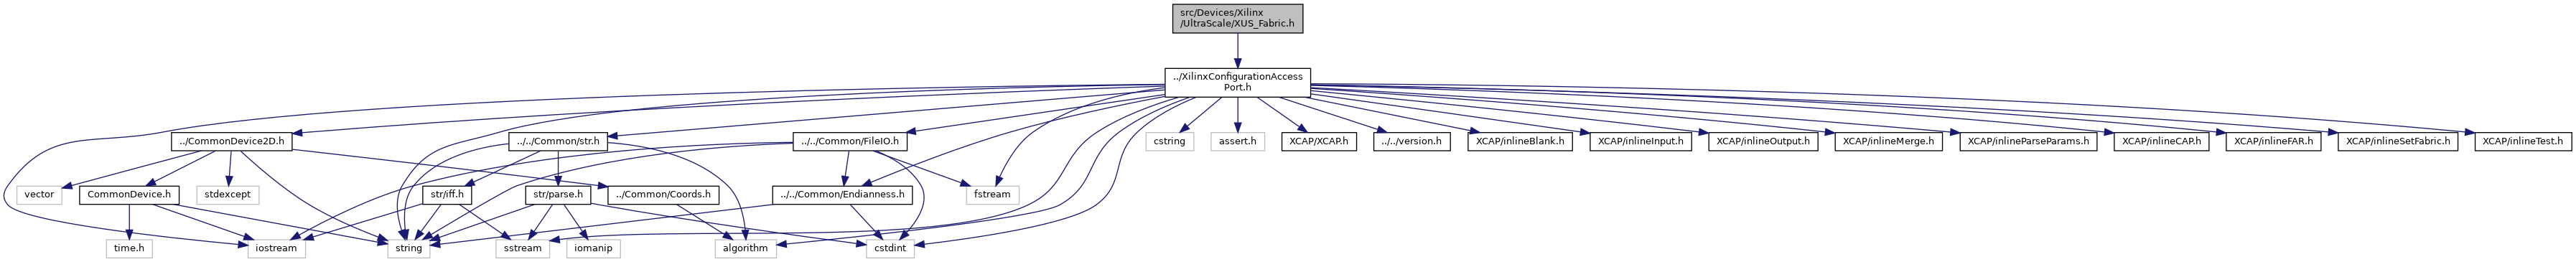 src/Devices/Xilinx
/UltraScale/XUS_Fabric.h
../XilinxConfigurationAccess
Port.h
../CommonDevice2D.h
../../Common/str.h
../../Common/FileIO.h
cstring
assert.h
XCAP/XCAP.h
../../version.h
XCAP/inlineBlank.h
XCAP/inlineInput.h
XCAP/inlineOutput.h
XCAP/inlineMerge.h
XCAP/inlineParseParams.h
XCAP/inlineCAP.h
XCAP/inlineFAR.h
XCAP/inlineSetFabric.h
XCAP/inlineTest.h
vector
CommonDevice.h
stdexcept
str/iff.h
str/parse.h
../Common/Coords.h
../../Common/Endianness.h
fstream
time.h
iostream
string
sstream
iomanip
algorithm
cstdint